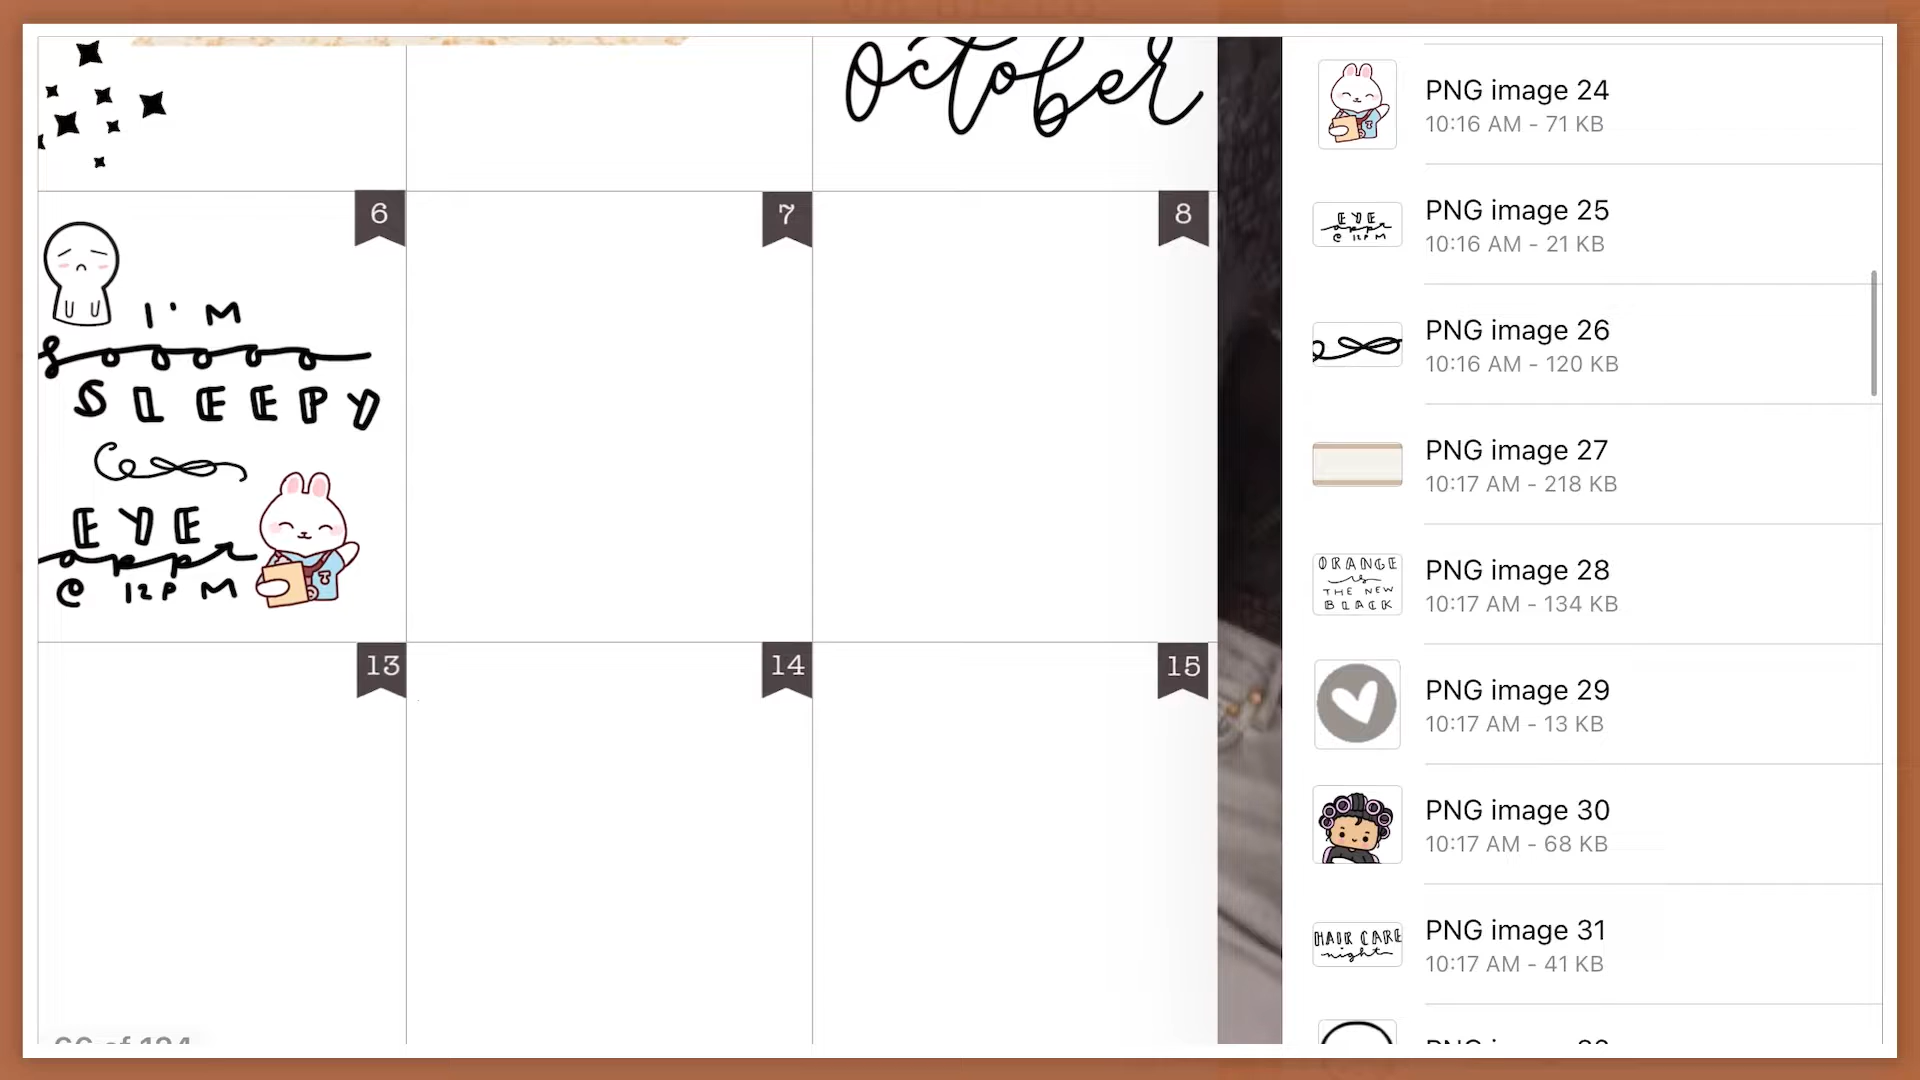 October
6
7
8
I'M
sooooo
SLEEPY
EYE
appt
@ 12PM
13
14
15
PNG image 24
10:16 AM - 71 KB
EYE
appt
@ 12PM
PNG image 25
10:16 AM - 21 KB
PNG image 26
10:16 AM - 120 KB
PNG image 27
10:17 AM - 218 KB
ORANGE
is
THE NEW
BLACK
PNG image 28
10:17 AM - 134 KB
PNG image 29
10:17 AM - 13 KB
PNG image 30
10:17 AM - 68 KB
HAIR CARE
night
PNG image 31
10:17 AM - 41 KB